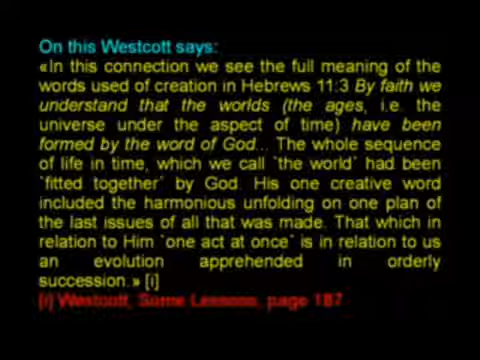 On this Westcott says:
«In this connection we see the full meaning of the
words used of creation in Hebrews 11:3 By faith we
understand that the worlds (the ages, i.e. the
universe under the aspect of time) have been
formed by the word of God... The whole sequence
of life in time, which we call `the world` had been
`fitted together` by God. His one creative word
included the harmonious unfolding on one plan of
the last issues of all that was made. That which in
relation to Him `one act at once` is in relation to us
an evolution apprehended in orderly
succession.» [i]
[i] Westcott, Some Lessons, page 187